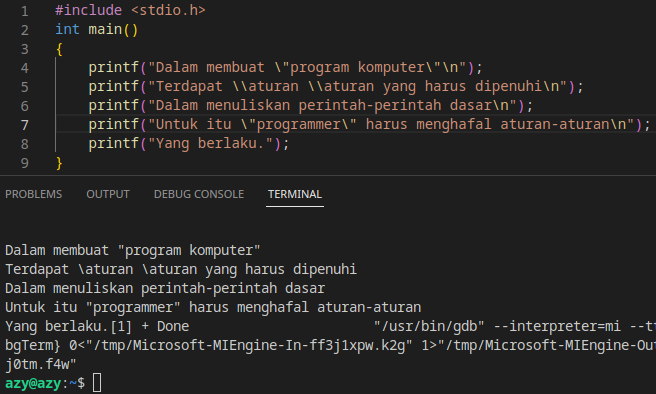 1 #include <stdio.h>
2 int main()
3 {
4 printf("Dalam membuat \"program komputer\"\n");
5 printf("Terdapat \\aturan \\aturan yang harus dipenuhi\n");
6 printf("Dalam menuliskan perintah-perintah dasar\n");
7 printf("Untuk itu \"programmer\" harus menghafal aturan-aturan\n");
8 printf("Yang berlaku.");
9 }
PROBLEMS OUTPUT DEBUG CONSOLE TERMINAL
Dalam membuat "program komputer"
Terdapat \aturan \aturan yang harus dipenuhi
Dalam menuliskan perintah-perintah dasar
Untuk itu "programmer" harus menghafal aturan-aturan
Yang berlaku.[1] + Done "/usr/bin/gdb" --interpreter=mi --tt
bgTerm} 0<"/tmp/Microsoft-MIEngine-In-ff3j1xpw.k2g" 1>"/tmp/Microsoft-MIEngine-Out
j0tm.f4w"
azy@azy:~$